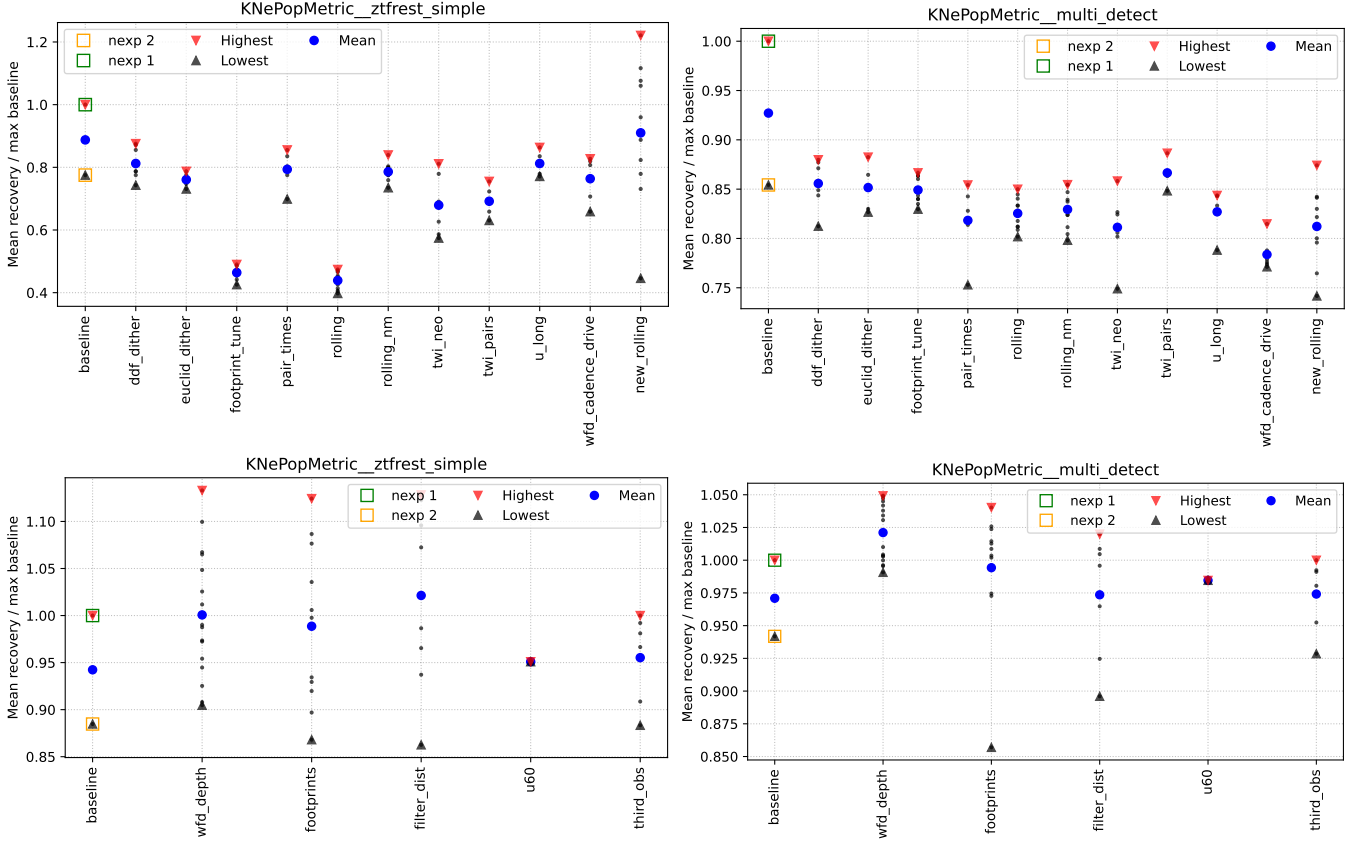 KNePopMetric__ztfrest_simple
nexp 2 Highest Mean
nexp 1 Lowest
Mean recovery / max baseline
1.2
1.0
0.8
0.6
0.4
baseline
ddf_dither
euclid_dither
footprint_tune
pair_times
rolling
rolling_nm
twi_neo
twi_pairs
u_long
wfd_cadence_drive
new_rolling
KNePopMetric__multi_detect
nexp 2 Highest Mean
nexp 1 Lowest
Mean recovery / max baseline
1.00
0.95
0.90
0.85
0.80
0.75
baseline
ddf_dither
euclid_dither
footprint_tune
pair_times
rolling
rolling_nm
twi_neo
twi_pairs
u_long
wfd_cadence_drive
new_rolling
KNePopMetric__ztfrest_simple
nexp 1 Highest Mean
nexp 2 Lowest
Mean recovery / max baseline
1.10
1.05
1.00
0.95
0.90
0.85
baseline
wfd_depth
footprints
filter_dist
u60
third_obs
KNePopMetric__multi_detect
nexp 1 Highest Mean
nexp 2 Lowest
Mean recovery / max baseline
1.050
1.025
1.000
0.975
0.950
0.925
0.900
0.875
0.850
baseline
wfd_depth
footprints
filter_dist
u60
third_obs